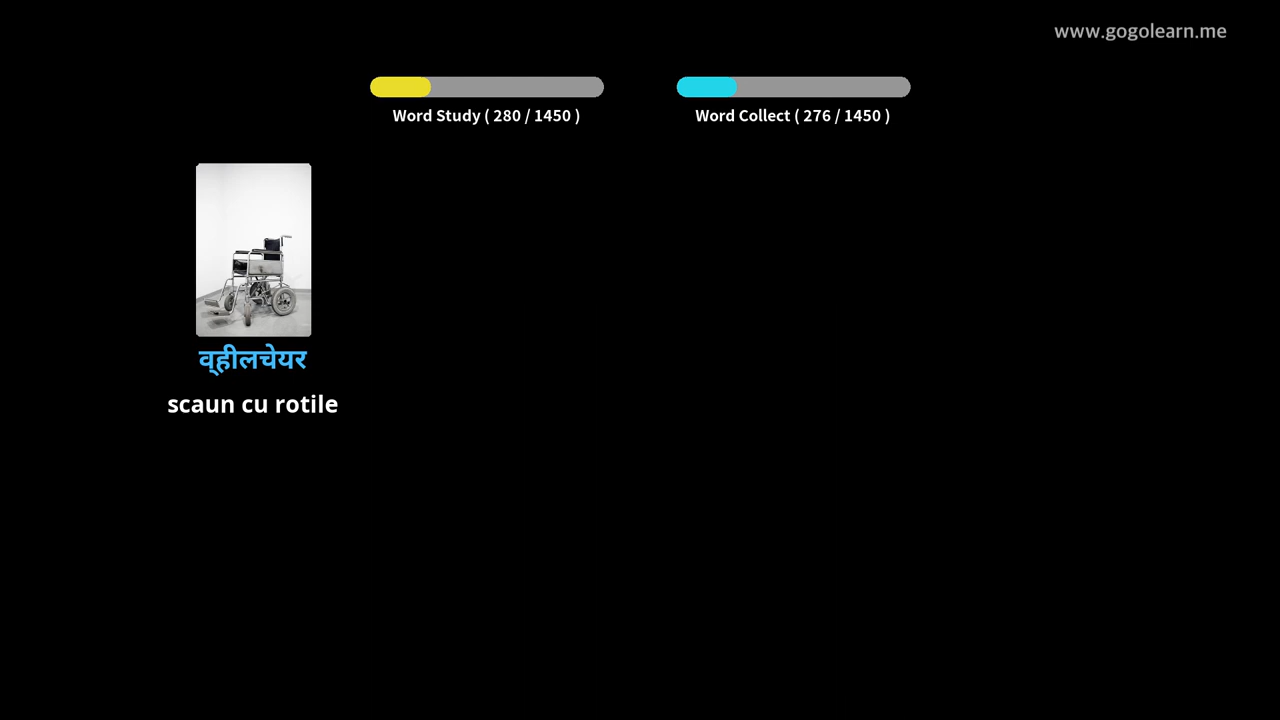 www.gogolearn.me
Word Study ( 280 / 1450 )
Word Collect ( 276 / 1450 )
व्हीलचेयर
scaun cu rotile